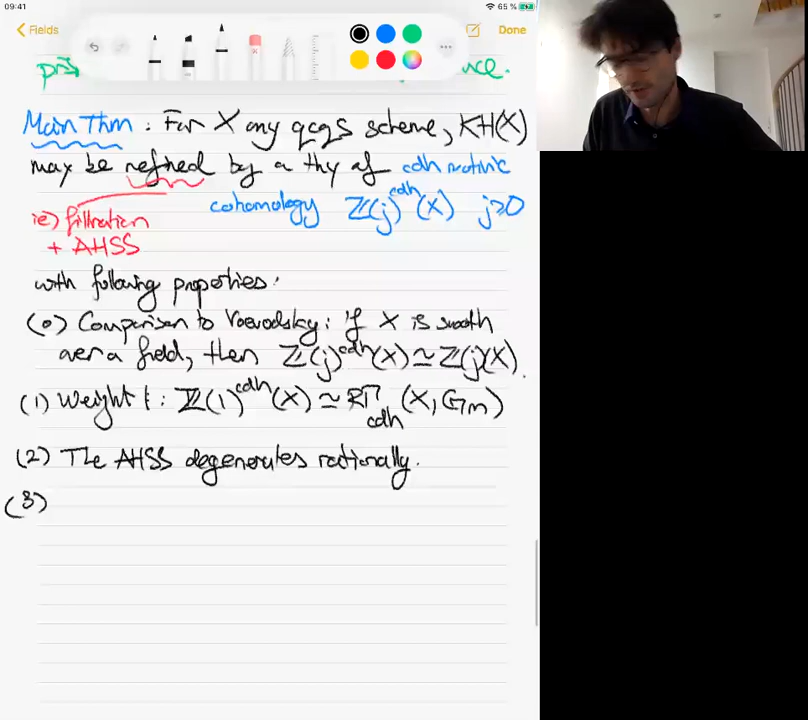 09:41
65%
Fields
Done
nce.
Main Thm : For X any qcqs scheme, KH(X)
may be refined by a thy of cdh motivic
cohomology ℤ(j)^cdh(X) j≥0
ie) filtration
+ AHSS
with following properties:
(0) Comparison to Voevodsky: if X is smooth
over a field, then ℤ(j)^cdh(X) ≃ ℤ(j)(X).
(1) Weight 1: ℤ(1)^cdh(X) ≃ RΓ_cdh(X, G_m)
(2) The AHSS degenerates rationally.
(3)